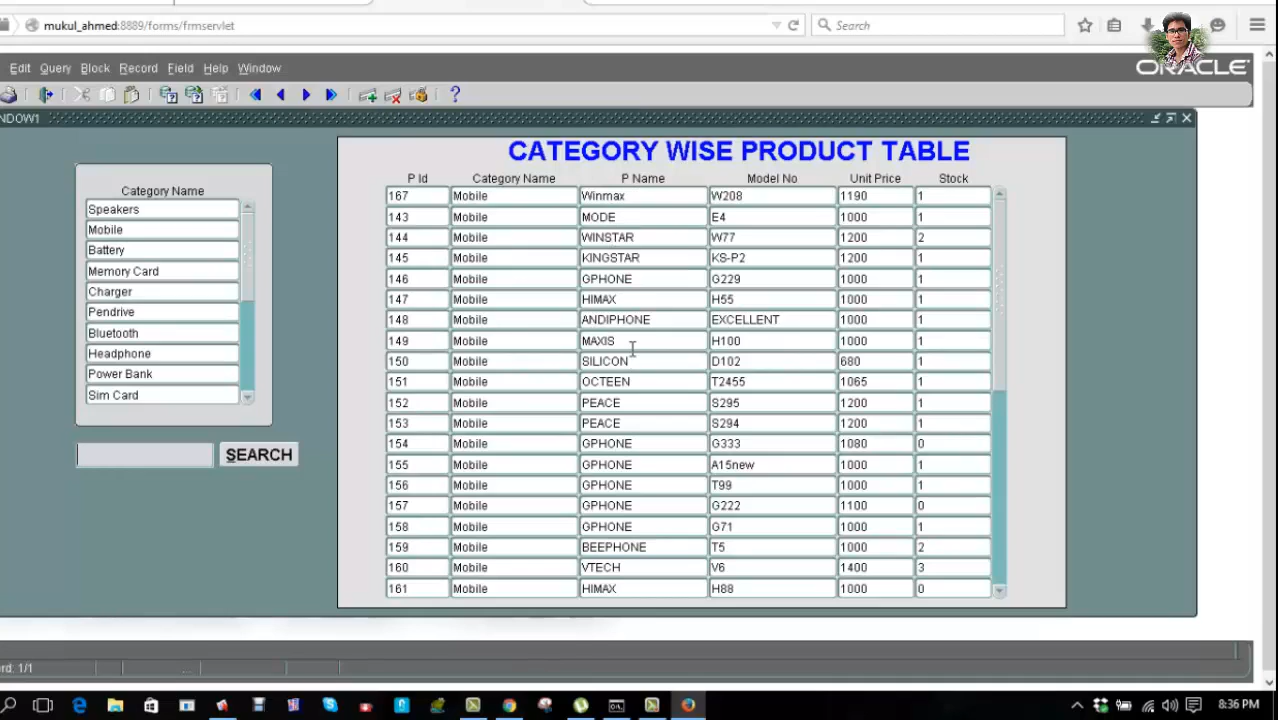 mukul_ahmed:8889/forms/frmservlet
Search
Edit Query Block Record Field Help Window
ORACLE
NDOW1
CATEGORY WISE PRODUCT TABLE
Category Name
Speakers
Mobile
Battery
Memory Card
Charger
Pendrive
Bluetooth
Headphone
Power Bank
Sim Card
SEARCH
P Id Category Name P Name Model No Unit Price Stock
167 Mobile Winmax W208 1190 1
143 Mobile MODE E4 1000 1
144 Mobile WINSTAR W77 1200 2
145 Mobile KINGSTAR KS-P2 1200 1
146 Mobile GPHONE G229 1000 1
147 Mobile HIMAX H55 1000 1
148 Mobile ANDIPHONE EXCELLENT 1000 1
149 Mobile MAXIS H100 1000 1
150 Mobile SILICON D102 680 1
151 Mobile OCTEEN T2455 1065 1
152 Mobile PEACE S295 1200 1
153 Mobile PEACE S294 1200 1
154 Mobile GPHONE G333 1080 0
155 Mobile GPHONE A15new 1000 1
156 Mobile GPHONE T99 1000 1
157 Mobile GPHONE G222 1100 0
158 Mobile GPHONE G71 1000 1
159 Mobile BEEPHONE T5 1000 2
160 Mobile VTECH V6 1400 3
161 Mobile HIMAX H88 1000 0
rd: 1/1
8:36 PM